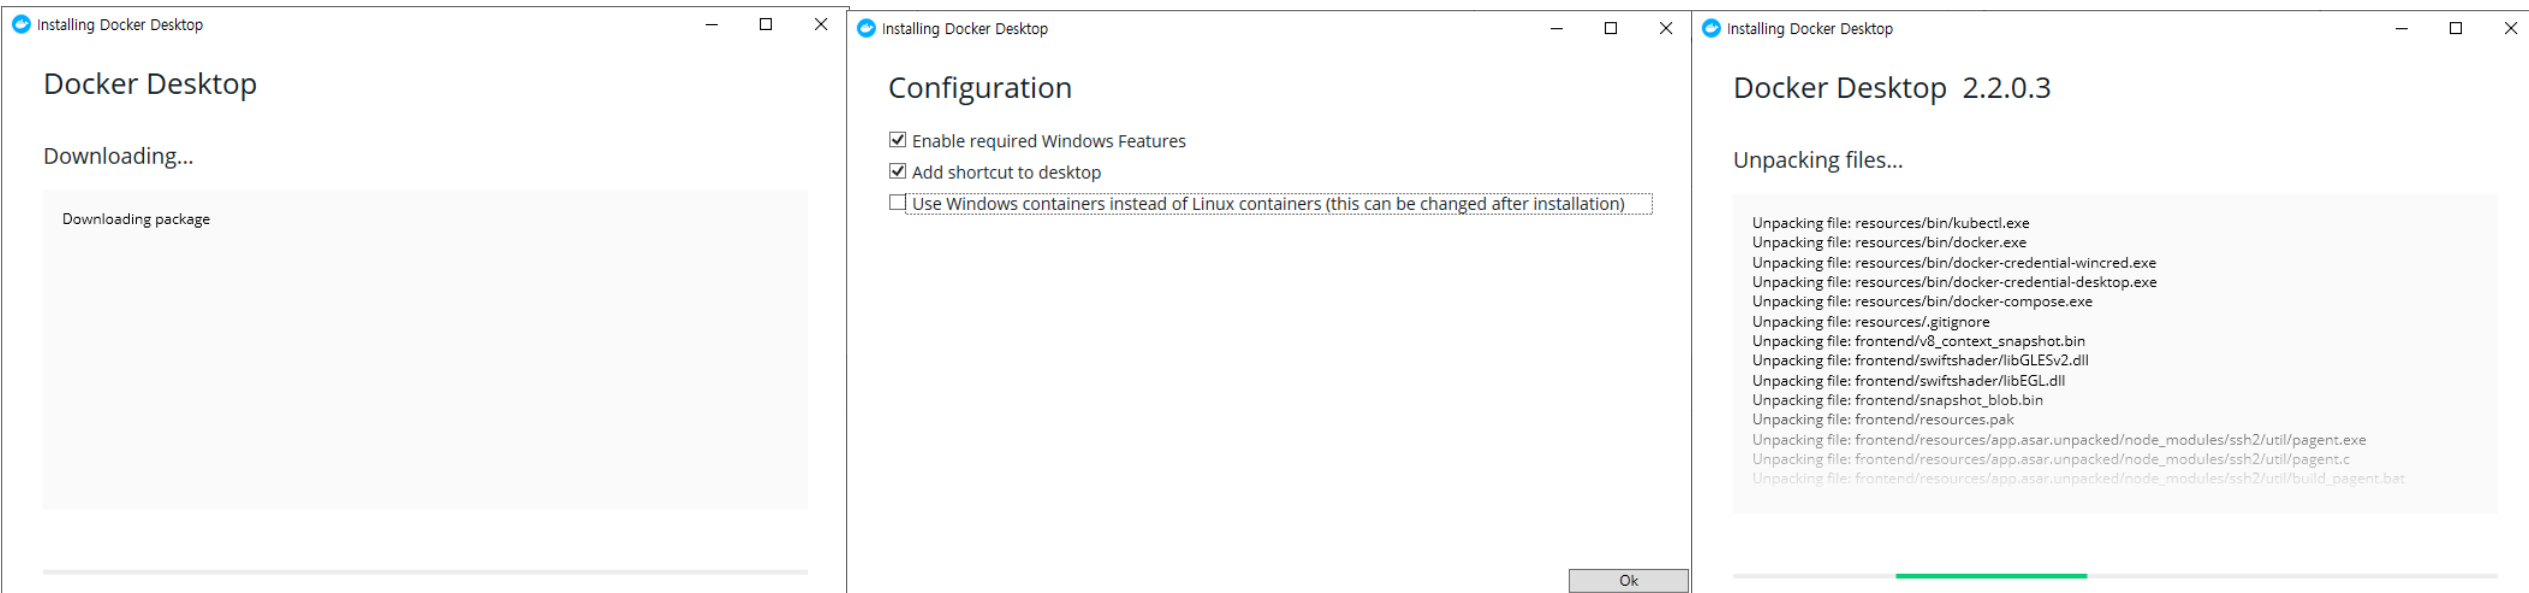 Installing Docker Desktop
Docker Desktop
Downloading...
Downloading package
Installing Docker Desktop
Configuration
Enable required Windows Features
Add shortcut to desktop
Use Windows containers instead of Linux containers (this can be changed after installation)
Ok
Installing Docker Desktop
Docker Desktop 2.2.0.3
Unpacking files...
Unpacking file: resources/bin/kubectl.exe
Unpacking file: resources/bin/docker.exe
Unpacking file: resources/bin/docker-credential-wincred.exe
Unpacking file: resources/bin/docker-credential-desktop.exe
Unpacking file: resources/bin/docker-compose.exe
Unpacking file: resources/.gitignore
Unpacking file: frontend/v8_context_snapshot.bin
Unpacking file: frontend/swiftshader/libGLESv2.dll
Unpacking file: frontend/swiftshader/libEGL.dll
Unpacking file: frontend/snapshot_blob.bin
Unpacking file: frontend/resources.pak
Unpacking file: frontend/resources/app.asar.unpacked/node_modules/ssh2/util/pagent.exe
Unpacking file: frontend/resources/app.asar.unpacked/node_modules/ssh2/util/pagent.c
Unpacking file: frontend/resources/app.asar.unpacked/node_modules/ssh2/util/build_pagent.bat